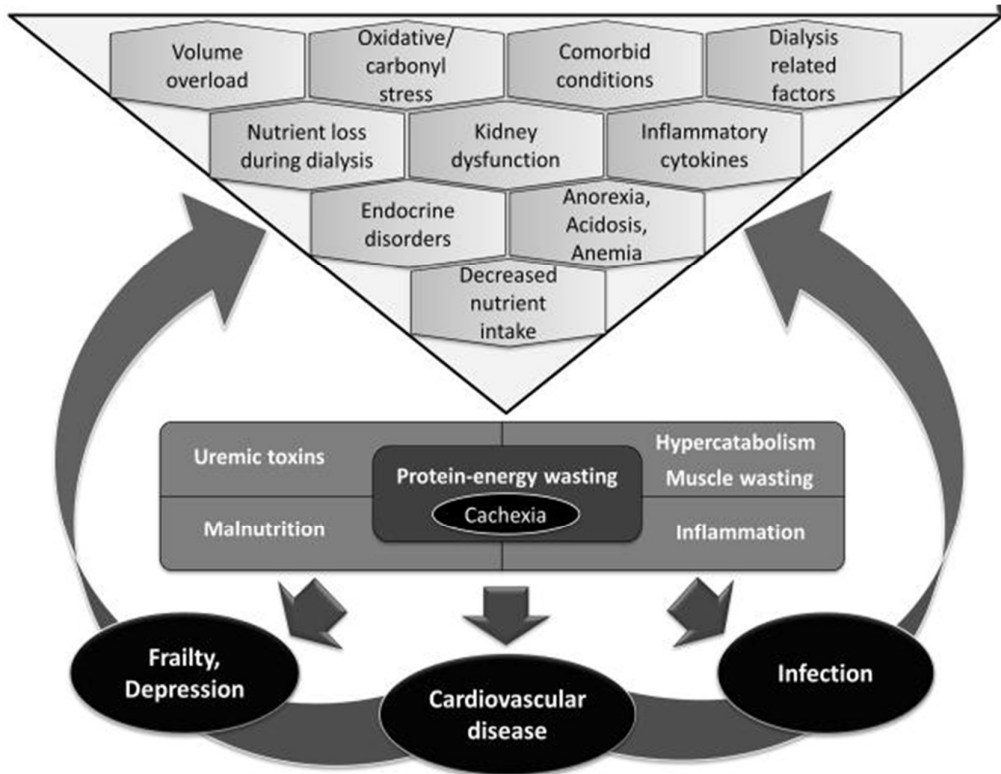 Volume
overload
Oxidative/
carbonyl
stress
Comorbid
conditions
Dialysis
related
factors
Nutrient loss
during dialysis
Kidney
dysfunction
Inflammatory
cytokines
Endocrine
disorders
Anorexia,
Acidosis,
Anemia
Decreased
nutrient
intake
Uremic toxins
Protein-energy wasting
Cachexia
Hypercatabolism
Muscle wasting
Malnutrition
Inflammation
Frailty,
Depression
Cardiovascular
disease
Infection